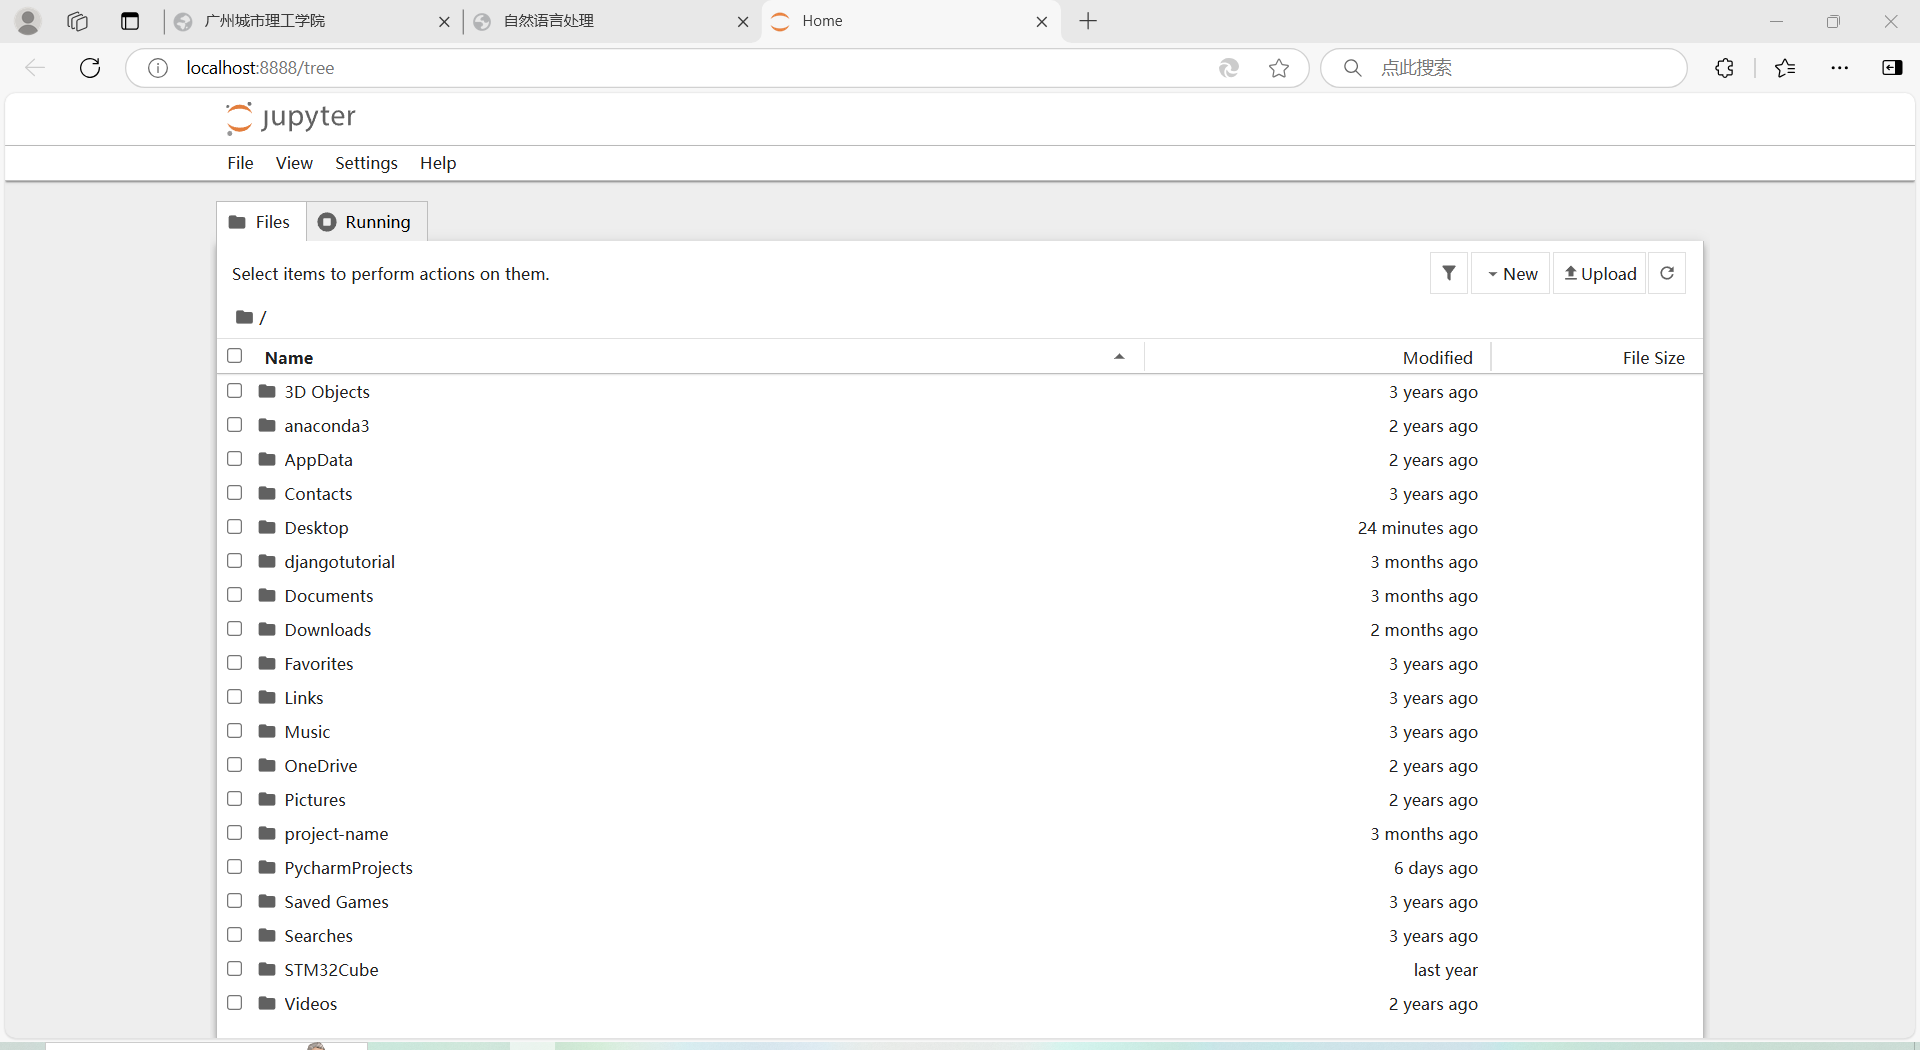 广州城市理工学院
自然语言处理
Home
localhost:8888/tree
点此搜索
jupyter
File View Settings Help
Files Running
Select items to perform actions on them.
New Upload
/
Name Modified File Size
3D Objects 3 years ago
anaconda3 2 years ago
AppData 2 years ago
Contacts 3 years ago
Desktop 24 minutes ago
djangotutorial 3 months ago
Documents 3 months ago
Downloads 2 months ago
Favorites 3 years ago
Links 3 years ago
Music 3 years ago
OneDrive 2 years ago
Pictures 2 years ago
project-name 3 months ago
PycharmProjects 6 days ago
Saved Games 3 years ago
Searches 3 years ago
STM32Cube last year
Videos 2 years ago